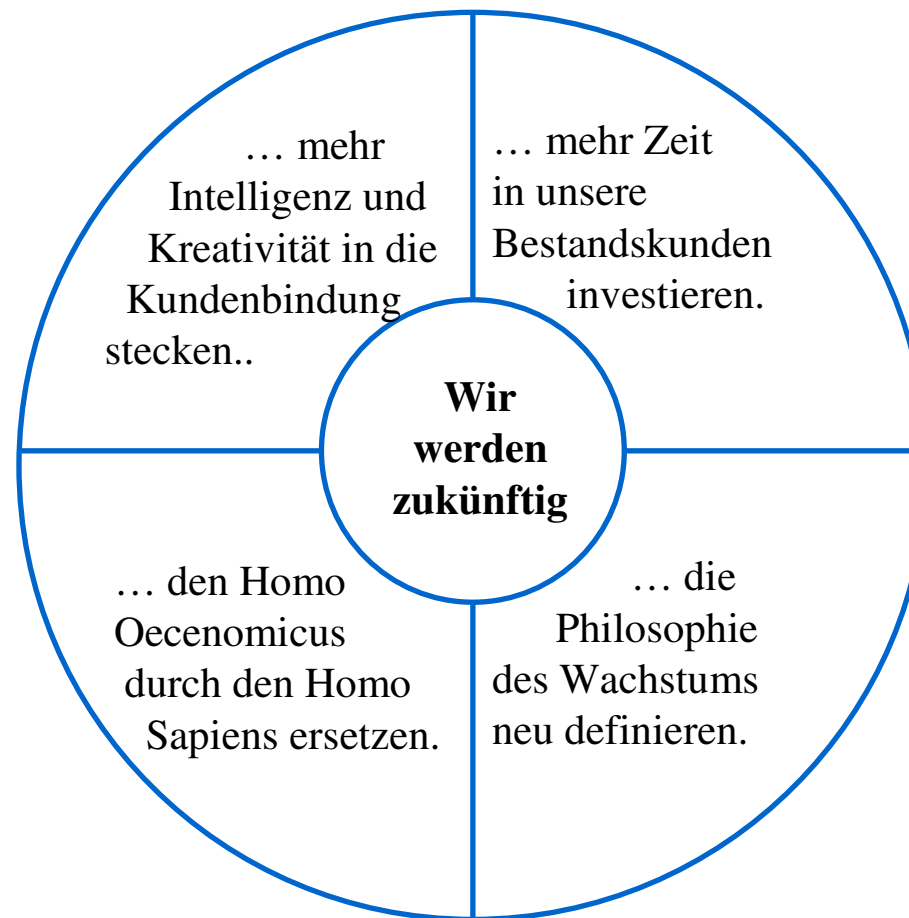 … mehr
Intelligenz und
Kreativität in die
Kundenbindung
stecken..
… mehr Zeit
in unsere
Bestandskunden
investieren.
Wir
werden
zukünftig
… den Homo
Oecenomicus
durch den Homo
Sapiens ersetzen.
… die
Philosophie
des Wachstums
neu definieren.